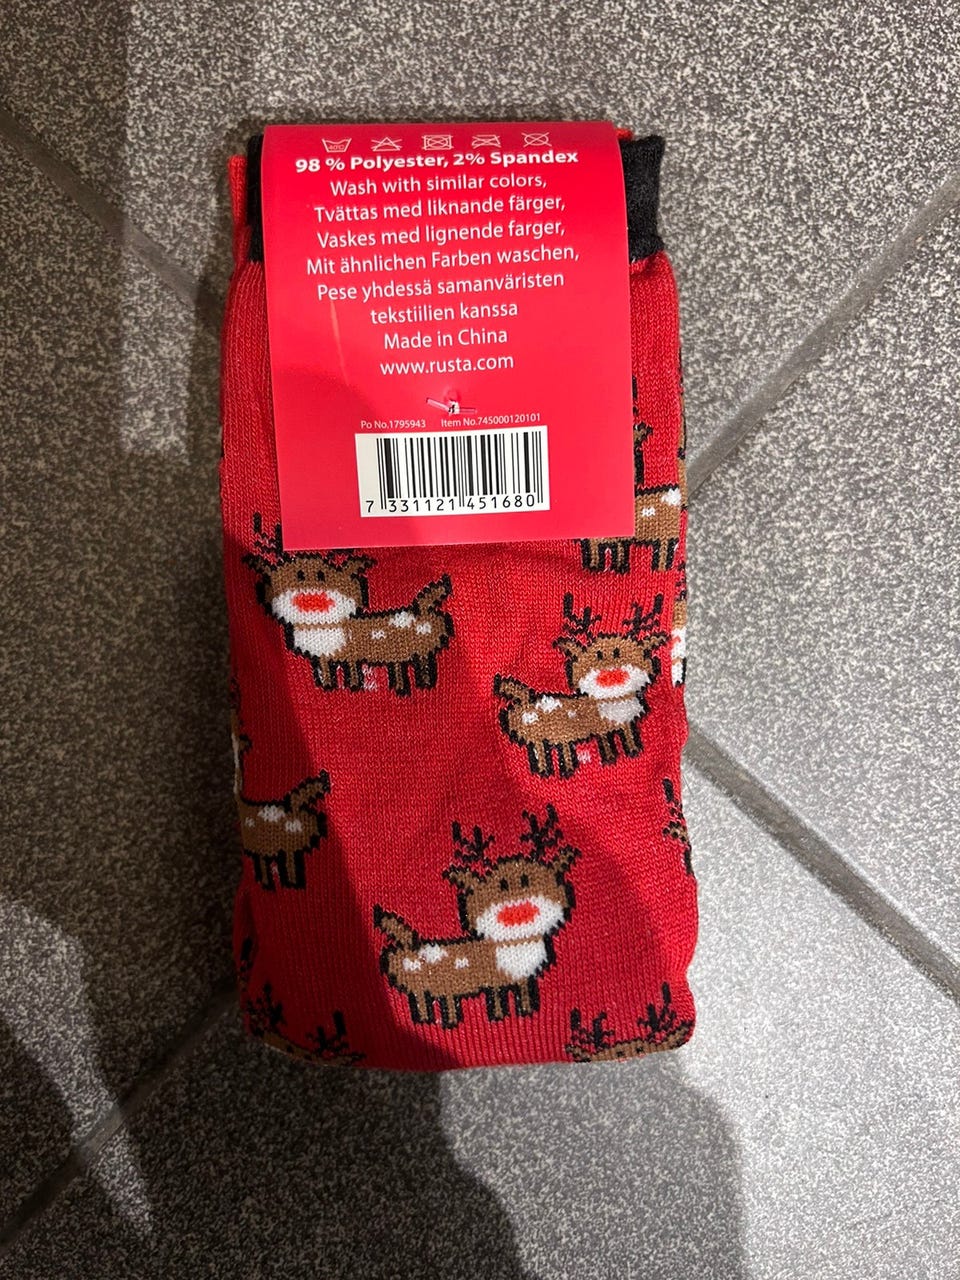 40°C
98 % Polyester, 2% Spandex
Wash with similar colors,
Tvättas med liknande färger,
Vaskes med lignende farger,
Mit ähnlichen Farben waschen,
Pese yhdessä samanväristen
tekstiilien kanssa
Made in China
www.rusta.com
Po No.1795943 Item No.745000120101
7 331121 451680